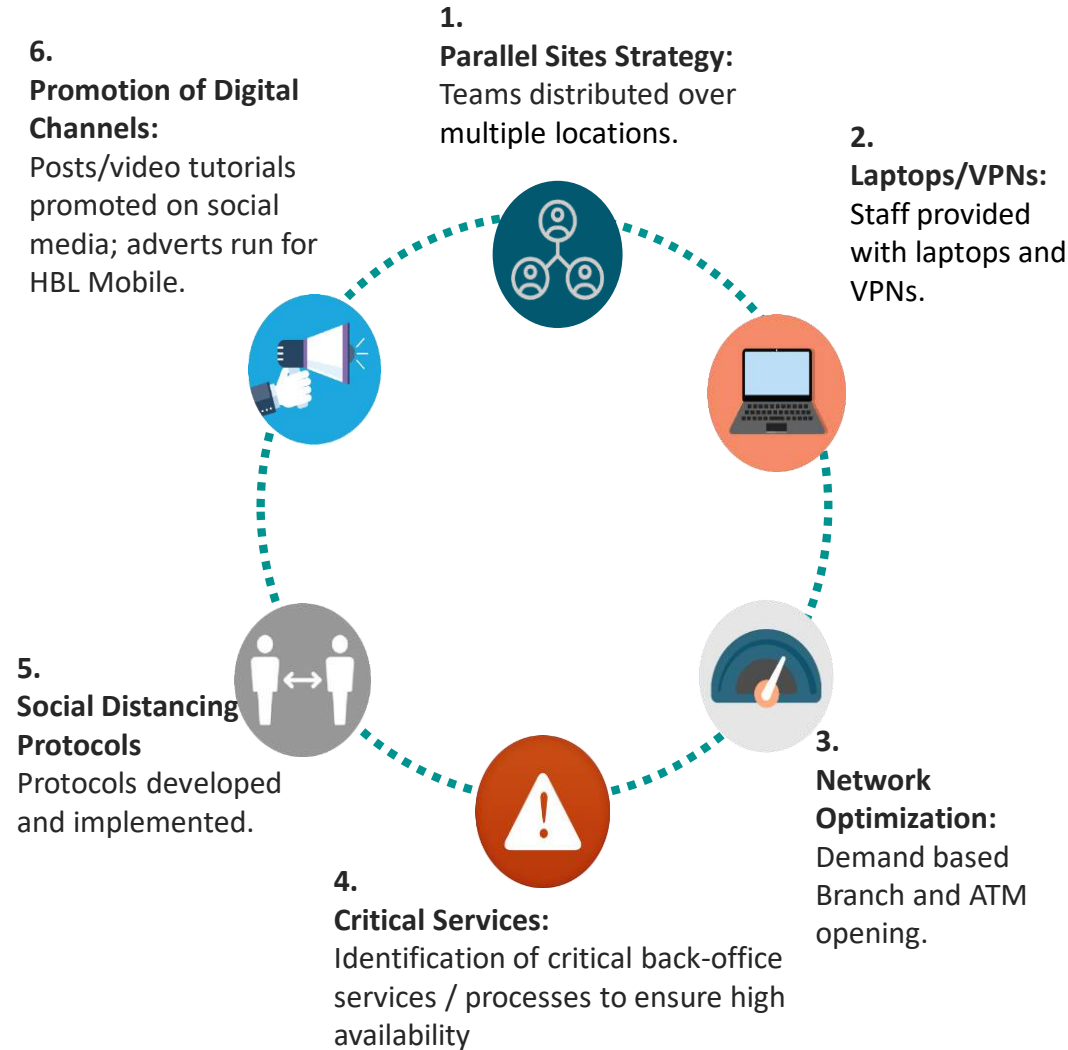 1.
Parallel Sites Strategy:
Teams distributed over
multiple locations.
2.
Laptops/VPNs:
Staff provided
with laptops and
VPNs.
3.
Network
Optimization:
Demand based
Branch and ATM
opening.
4.
Critical Services:
Identification of critical back-office
services / processes to ensure high
availability
5.
Social Distancing
Protocols
Protocols developed
and implemented.
6.
Promotion of Digital
Channels:
Posts/video tutorials
promoted on social
media; adverts run for
HBL Mobile.